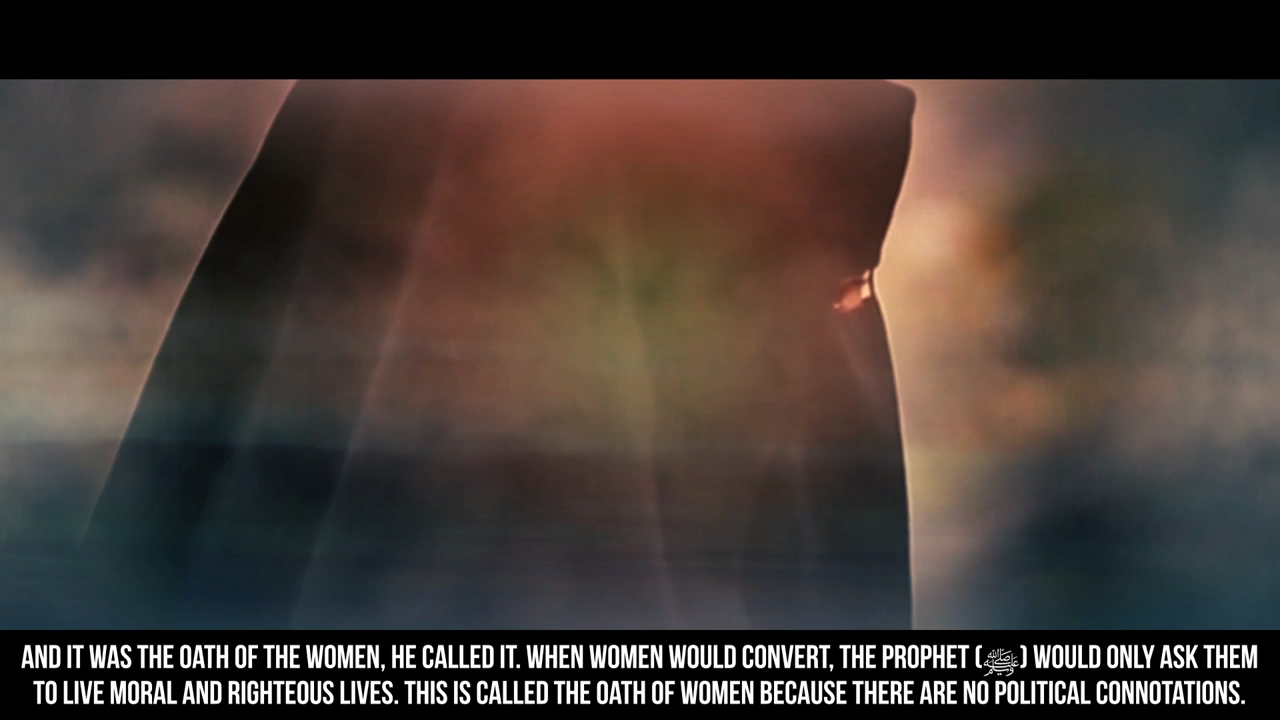 AND IT WAS THE OATH OF THE WOMEN, HE CALLED IT. WHEN WOMEN WOULD CONVERT, THE PROPHET (ﷺ) WOULD ONLY ASK THEM
TO LIVE MORAL AND RIGHTEOUS LIVES. THIS IS CALLED THE OATH OF WOMEN BECAUSE THERE ARE NO POLITICAL CONNOTATIONS.